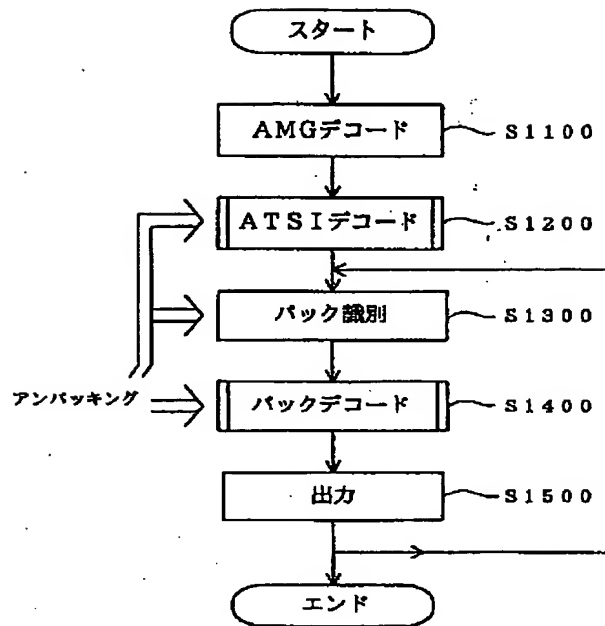 スタート
AMGデコード
S1100
ATSIデコード
S1200
パック識別
S1300
アンパッキング
パックデコード
S1400
出力
S1500
エンド